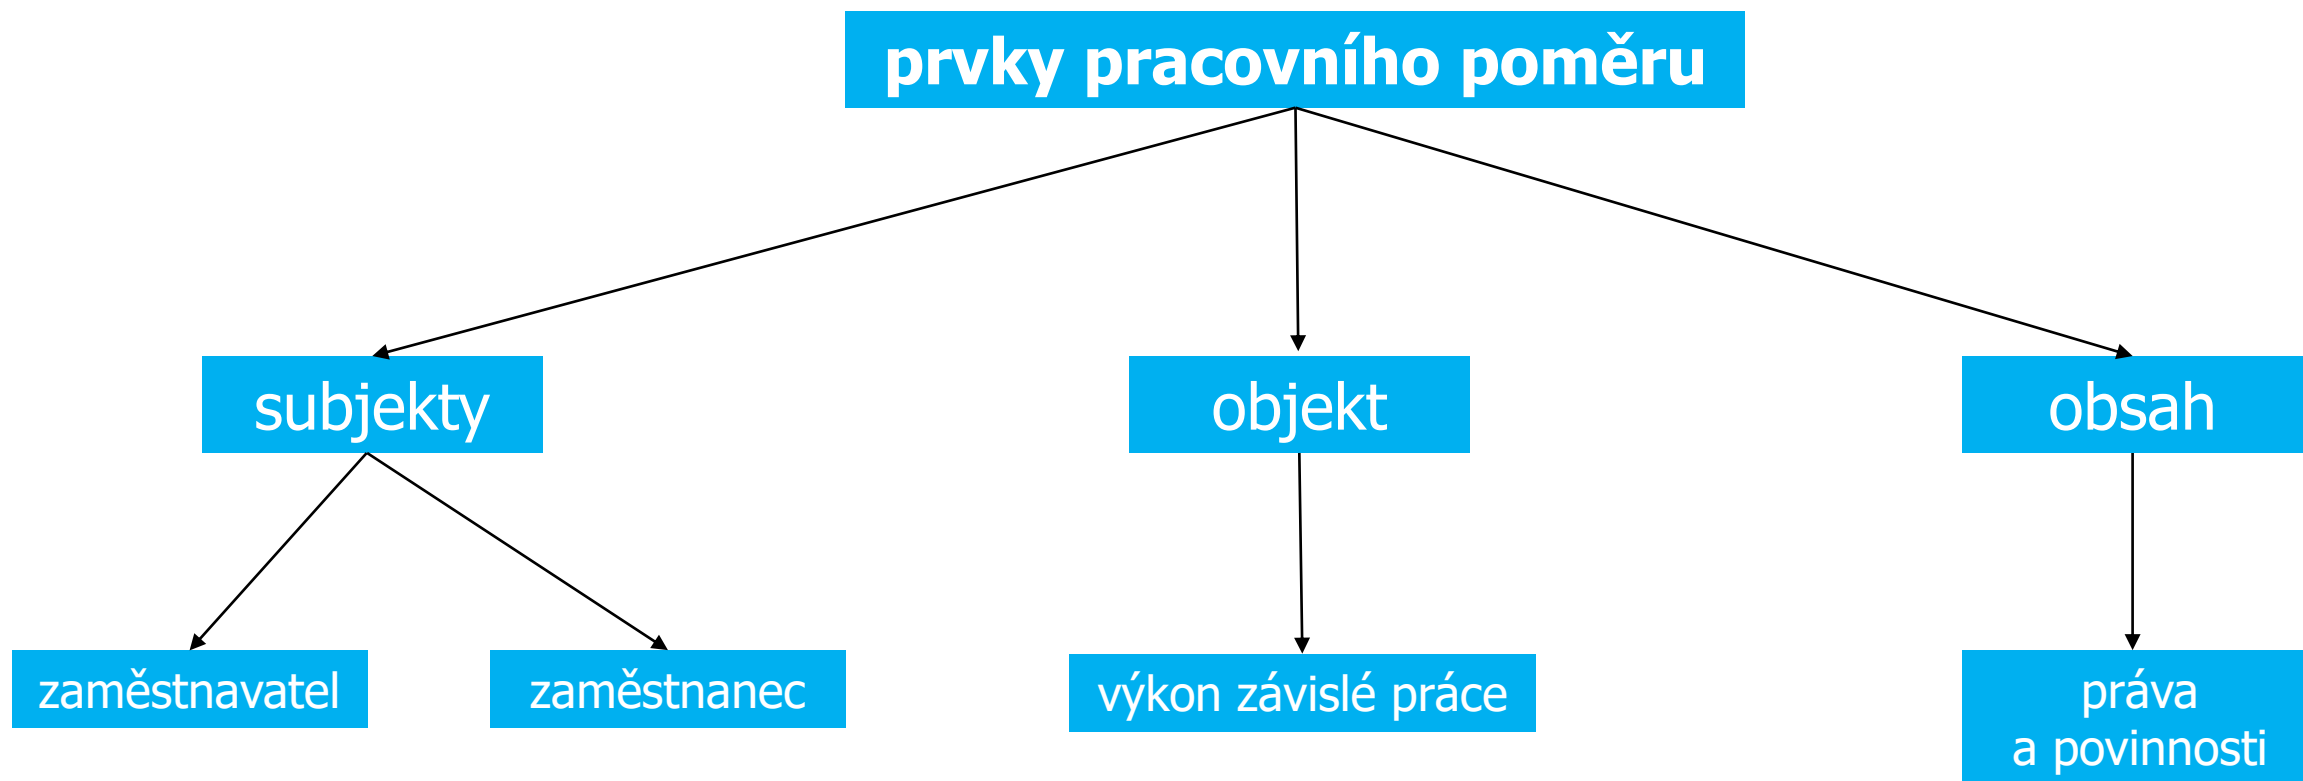 prvky pracovního poměru
subjekty
objekt
obsah
zaměstnavatel
zaměstnanec
výkon závislé práce
práva
a povinnosti